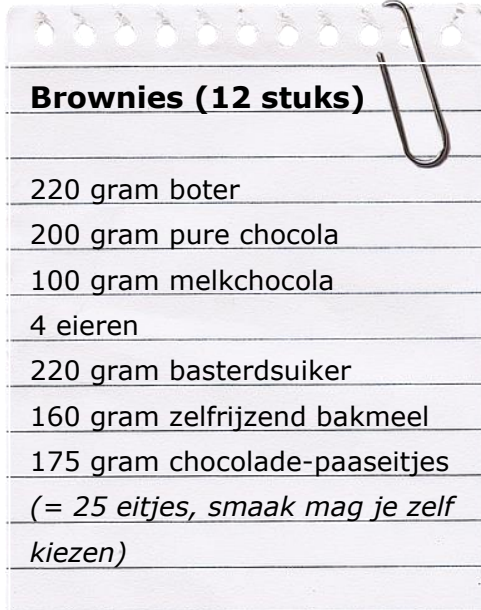 Brownies (12 stuks)
220 gram boter
200 gram pure chocola
100 gram melkchocola
4 eieren
220 gram basterdsuiker
160 gram zelfrijzend bakmeel
175 gram chocolade-paaseitjes
(= 25 eitjes, smaak mag je zelf
kiezen)